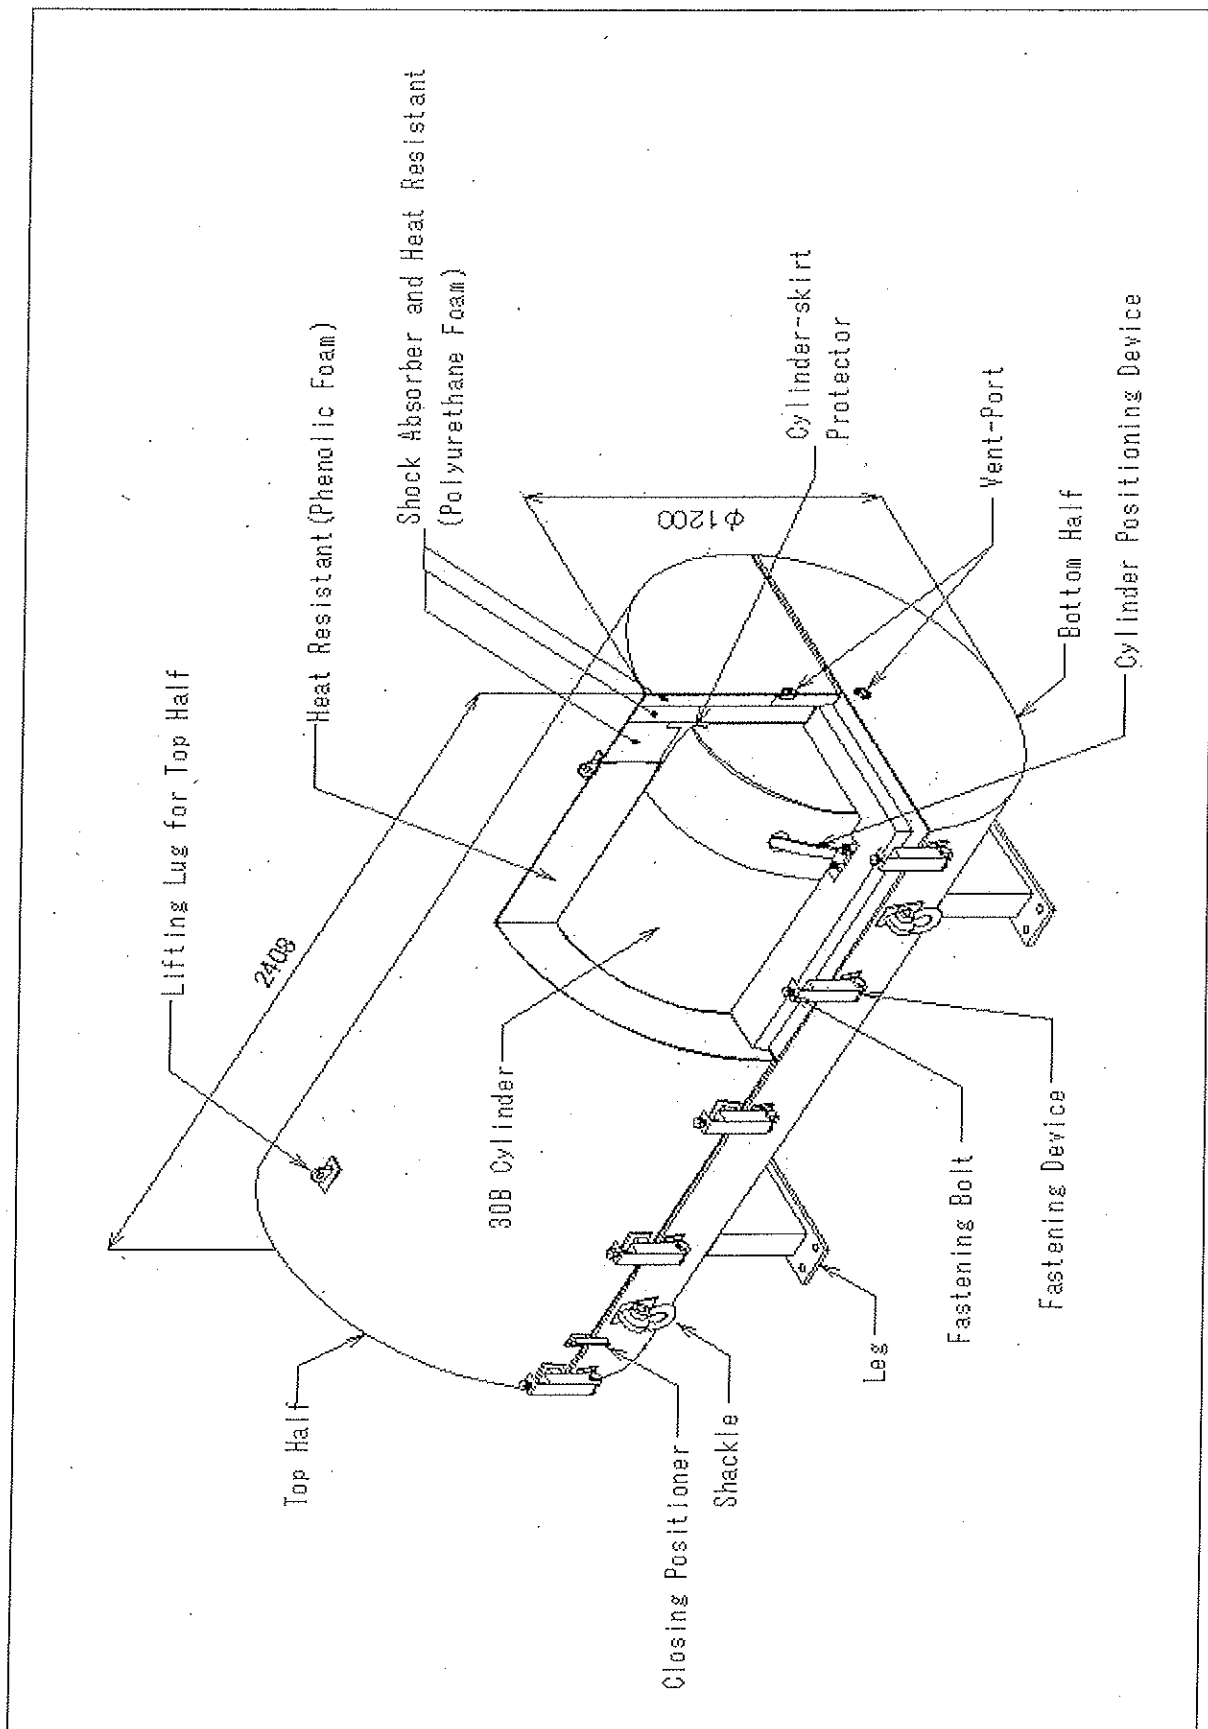 Lifting Lug for Top Half
Heat Resistant(Phenolic Foam)
Shock Absorber and Heat Resistant
(Polyurethane Foam)
2408
Top Half
φ1200
Cylinder-skirt
Protector
30B Cylinder
Vent-Port
Bottom Half
Cylinder Positioning Device
Closing Positioner
Shackle
Leg
Fastening Bolt
Fastening Device